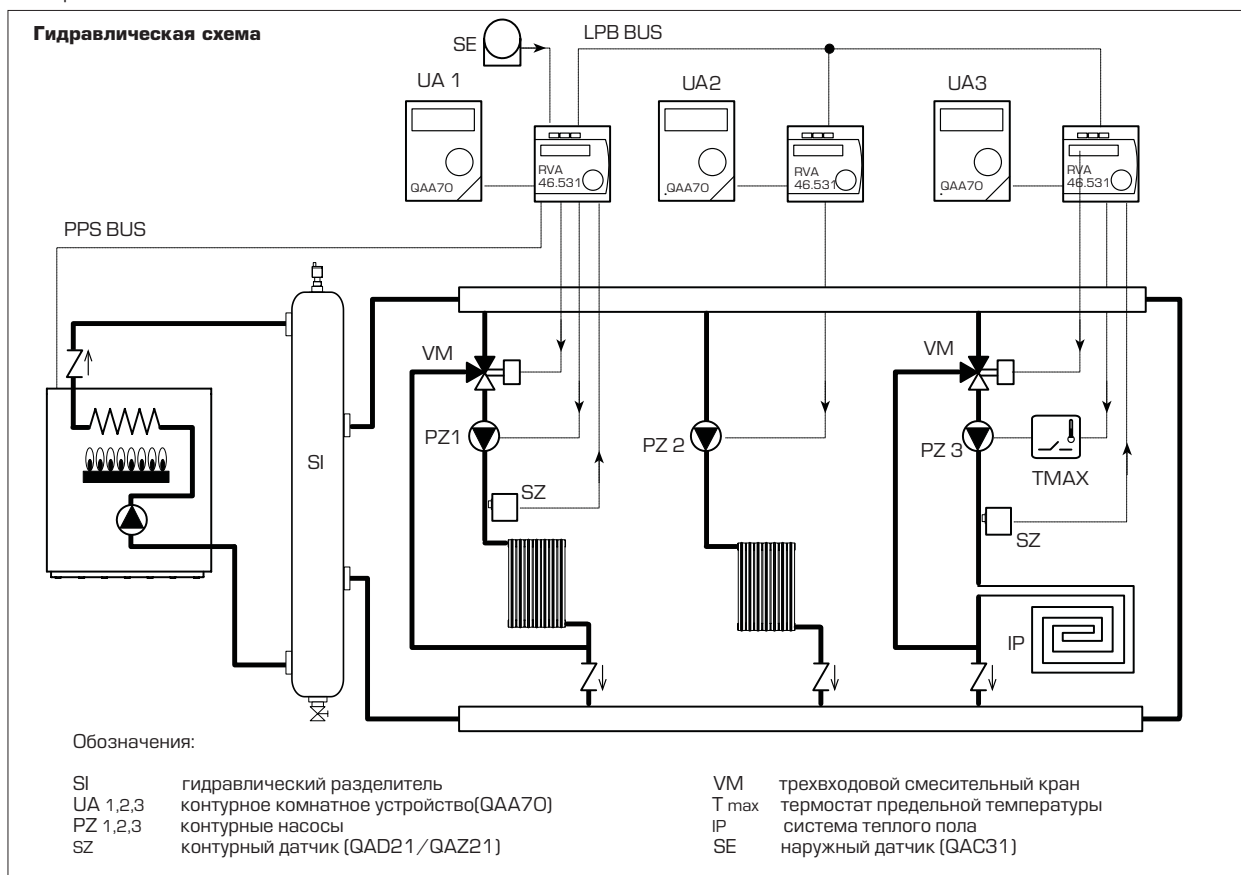 Гидравлическая схема
LPB BUS
SE
UA 1
UA2
UA3
RVA
46.531
QAA70
RVA
46.531
QAA70
RVA
46.531
QAA70
PPS BUS
VM
VM
SI
PZ1
PZ 2
PZ 3
TMAX
SZ
SZ
IP
Обозначения:
SI гидравлический разделитель
UA 1,2,3 контурное комнатное устройство(QAA70)
PZ 1,2,3 контурные насосы
SZ контурный датчик (QAD21/QAZ21)
VM трехвходовой смесительный кран
T max термостат предельной температуры
IP система теплого пола
SE наружный датчик (QAC31)